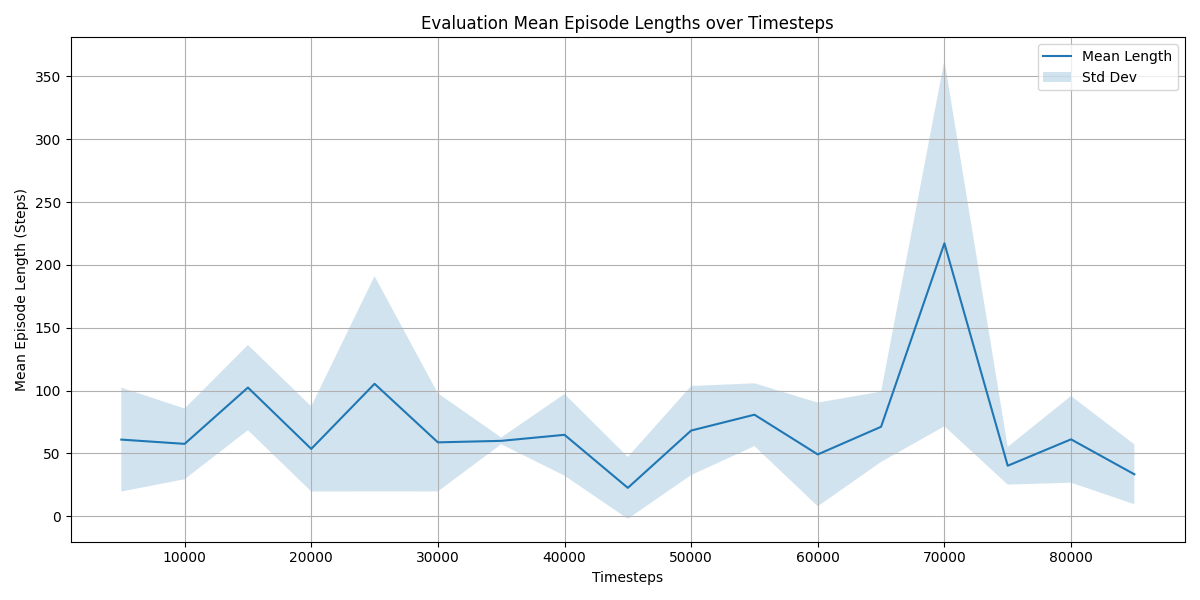 Evaluation Mean Episode Lengths over Timesteps
Mean Length
Std Dev
Mean Episode Length (Steps)
350
300
250
200
150
100
50
0
10000 20000 30000 40000 50000 60000 70000 80000
Timesteps